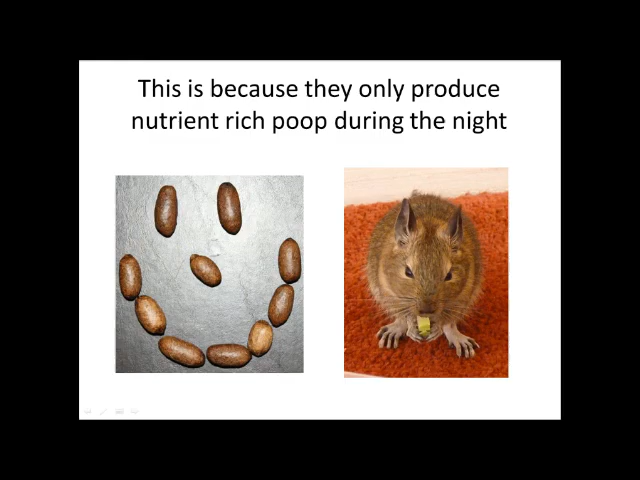 This is because they only produce
nutrient rich poop during the night